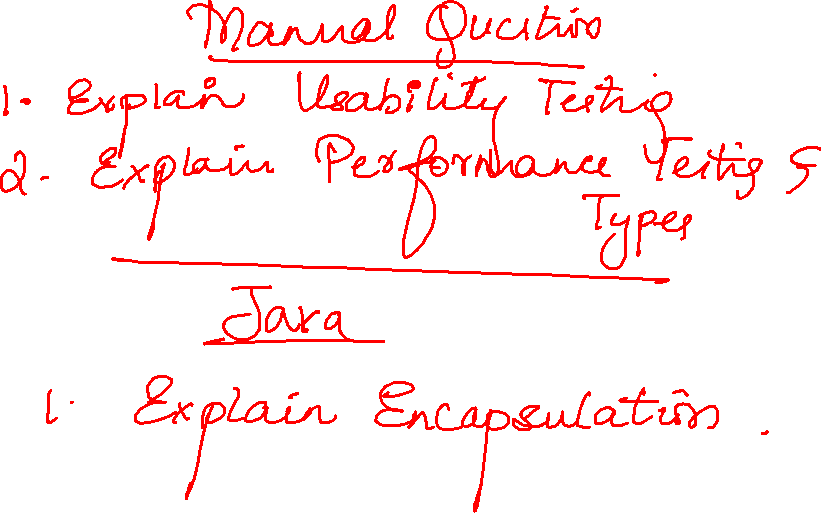 Manual Questions
1. Explain Usability Testing
2. Explain Performance Testing &
Types
Java
1. Explain Encapsulation.